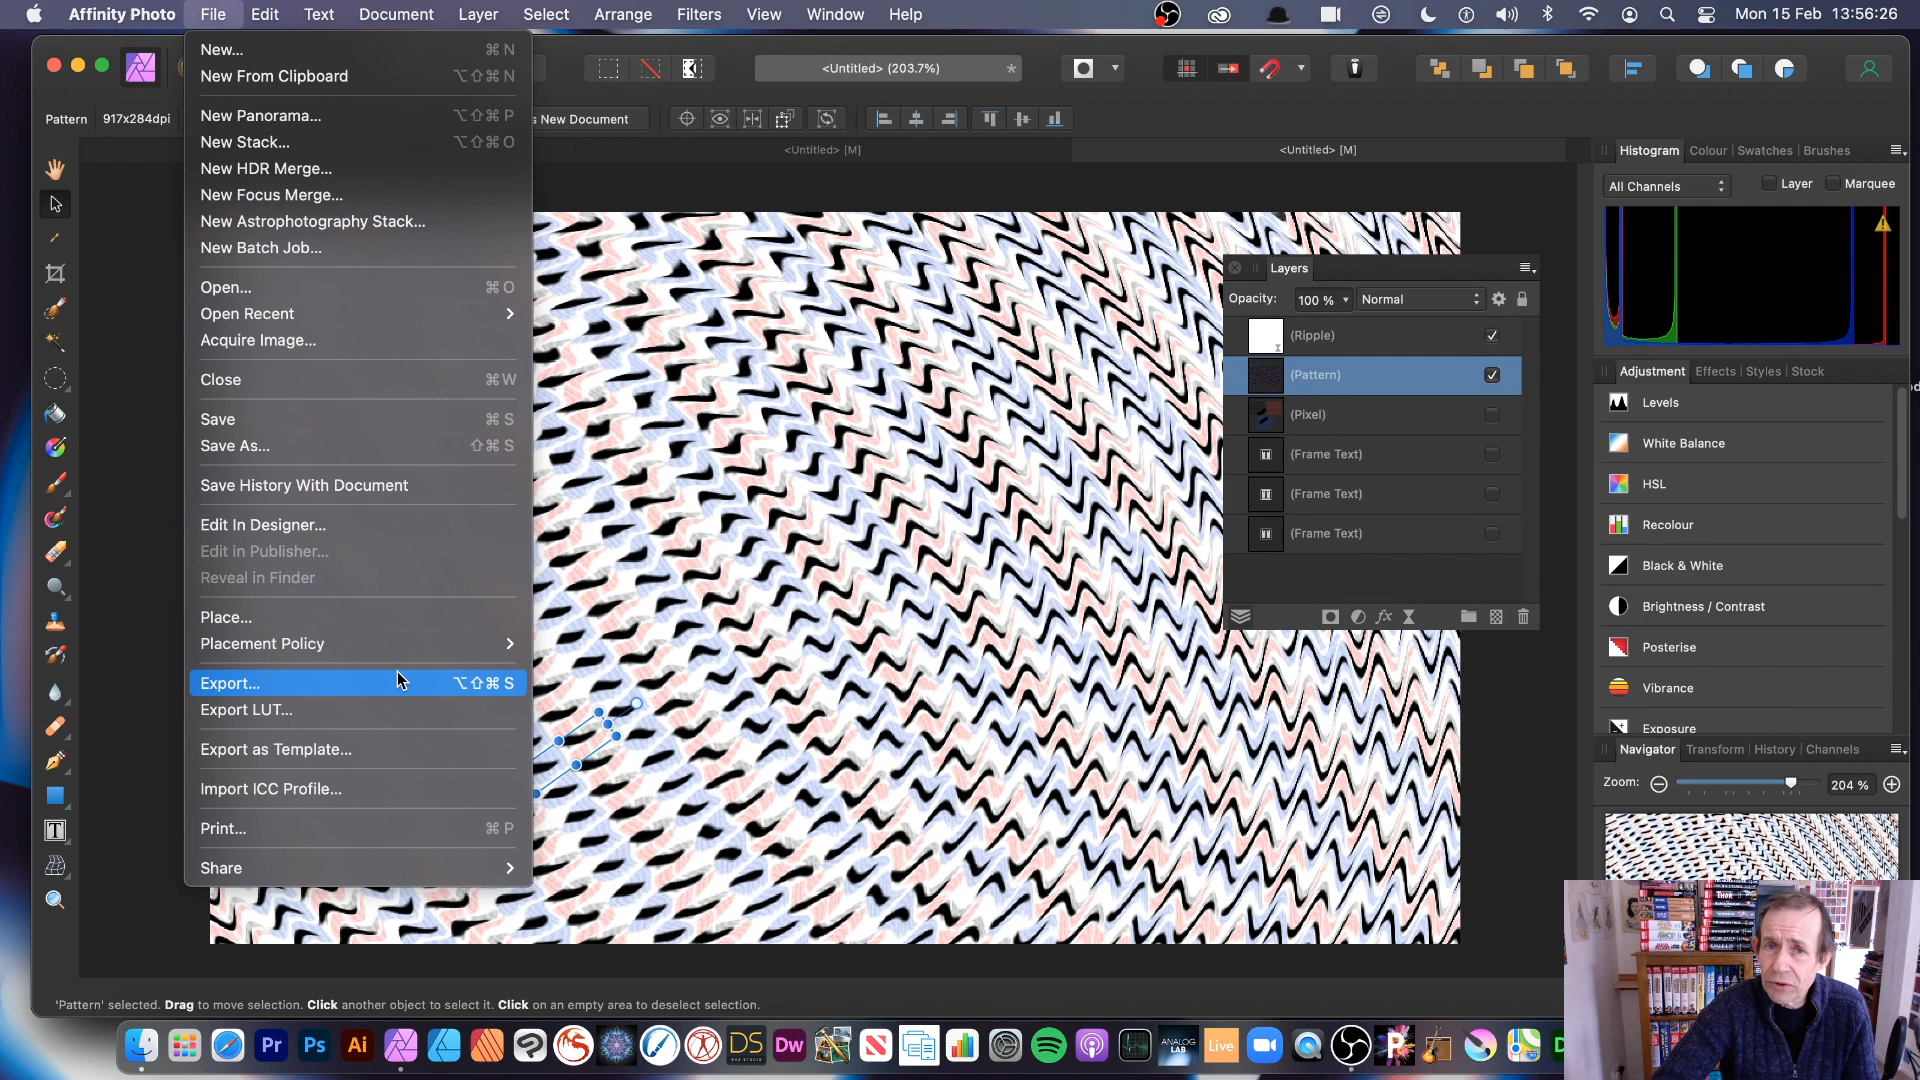 Affinity Photo File Edit Text Document Layer Select Arrange Filters View Window Help Mon 15 Feb 13:56:26
New... ⌘ N
New From Clipboard ⌥⇧⌘ N
New Panorama... ⌥⇧⌘ P
New Stack... ⌥⇧⌘ O
New HDR Merge...
New Focus Merge...
New Astrophotography Stack...
New Batch Job...
Open... ⌘ O
Open Recent
Acquire Image...
Close ⌘ W
Save ⌘ S
Save As... ⇧⌘ S
Save History With Document
Edit In Designer...
Edit in Publisher...
Reveal in Finder
Place...
Placement Policy
Export... ⌥⇧⌘ S
Export LUT...
Export as Template...
Import ICC Profile...
Print... ⌘ P
Share
<Untitled> (203.7%) *
Pattern 917x284dpi s New Document
<Untitled> [M] <Untitled> [M]
Layers
Opacity: 100 % Normal
(Ripple)
(Pattern)
(Pixel)
(Frame Text)
(Frame Text)
(Frame Text)
Histogram Colour Swatches Brushes
All Channels Layer Marquee
Adjustment Effects Styles Stock
Levels
White Balance
HSL
Recolour
Black & White
Brightness / Contrast
Posterise
Vibrance
Exposure
Navigator Transform History Channels
Zoom: 204 %
'Pattern' selected. Drag to move selection. Click another object to select it. Click on an empty area to deselect selection.
Pr Ps Ai DS Dw ANALOG LAB Live P